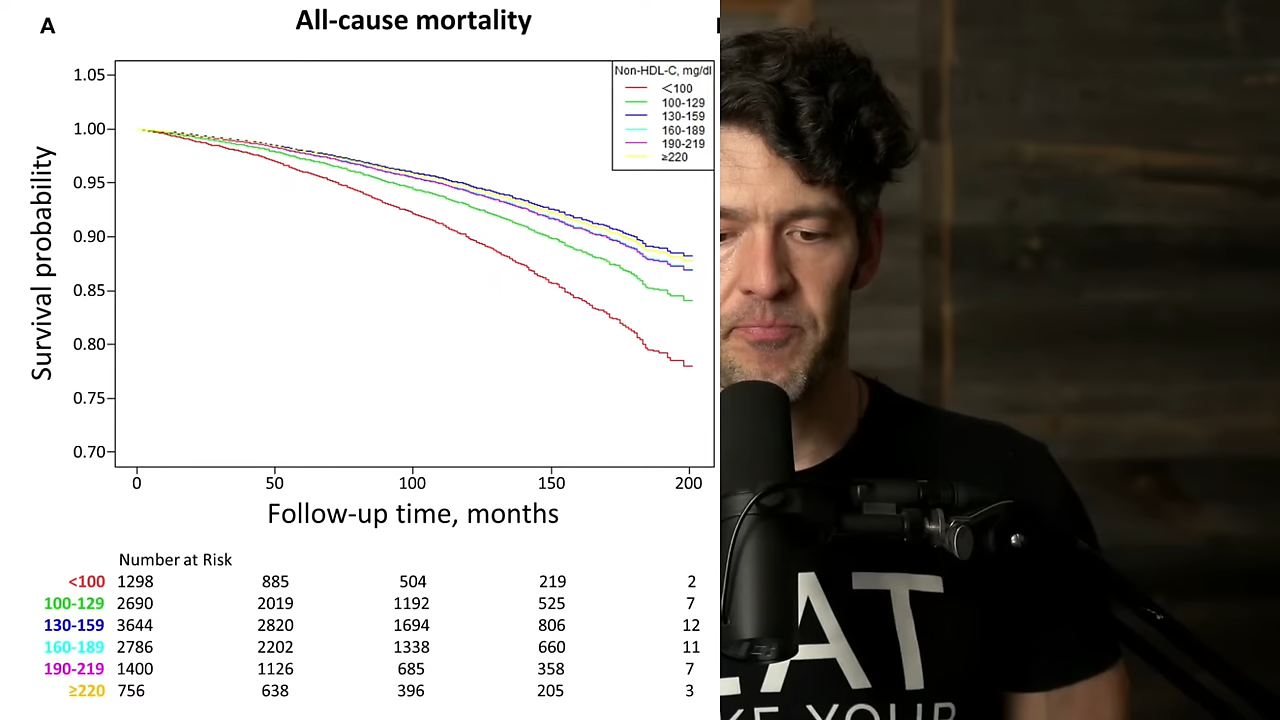 A
All-cause mortality
Survival probability
1.05
1.00
0.95
0.90
0.85
0.80
0.75
0.70
Non-HDL-C, mg/dl
<100
100-129
130-159
160-189
190-219
≥220
0 50 100 150 200
Follow-up time, months
Number at Risk
<100 1298 885 504 219 2
100-129 2690 2019 1192 525 7
130-159 3644 2820 1694 806 12
160-189 2786 2202 1338 660 11
190-219 1400 1126 685 358 7
≥220 756 638 396 205 3
YOUR